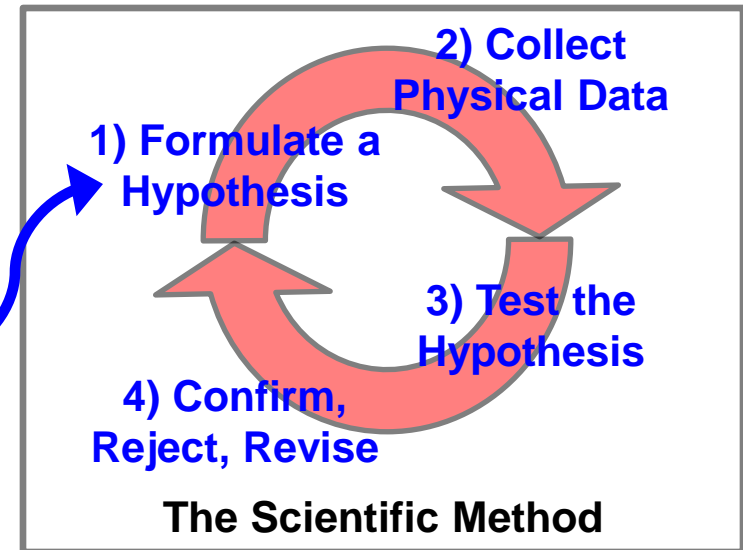 1) Formulate a
Hypothesis
2) Collect
Physical Data
3) Test the
Hypothesis
4) Confirm,
Reject, Revise
The Scientific Method